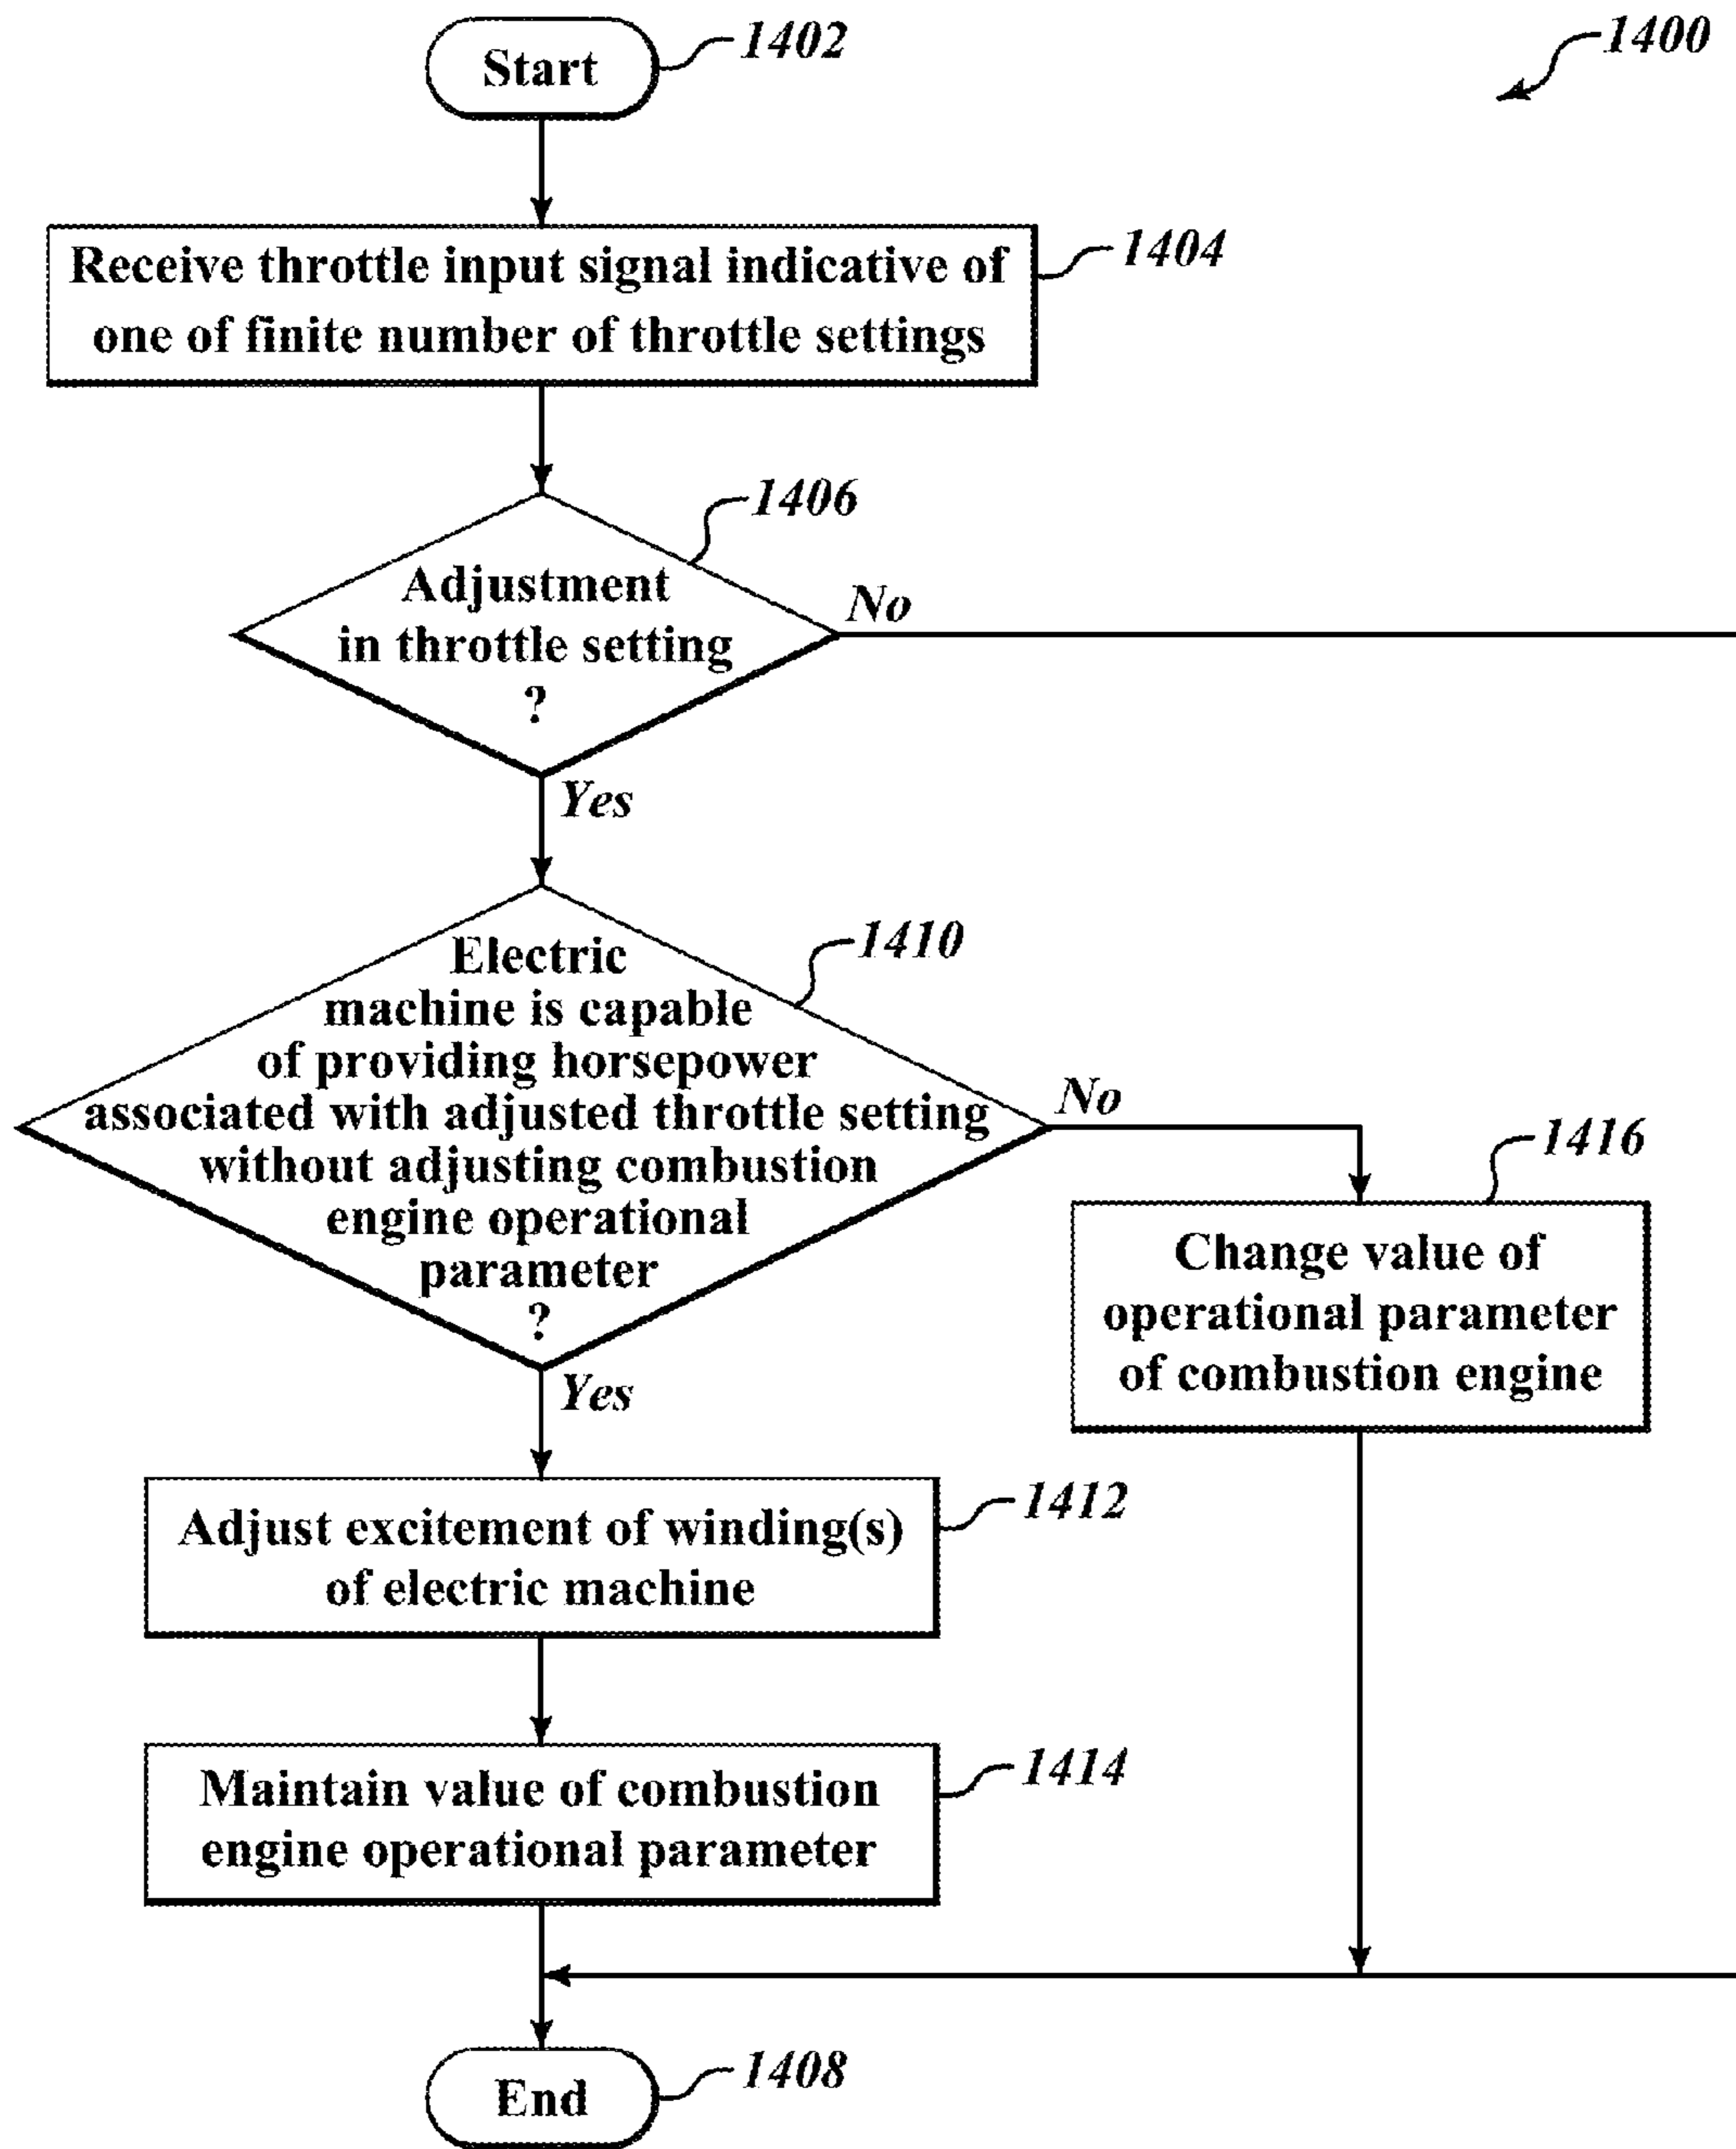 Start
1402
1400
Receive throttle input signal indicative of
one of finite number of throttle settings
1404
1406
Adjustment
in throttle setting
?
No
Yes
1410
Electric
machine is capable
of providing horsepower
associated with adjusted throttle setting
without adjusting combustion
engine operational
parameter
?
No
1416
Change value of
operational parameter
of combustion engine
Yes
Adjust excitement of winding(s)
of electric machine
1412
Maintain value of combustion
engine operational parameter
1414
End
1408